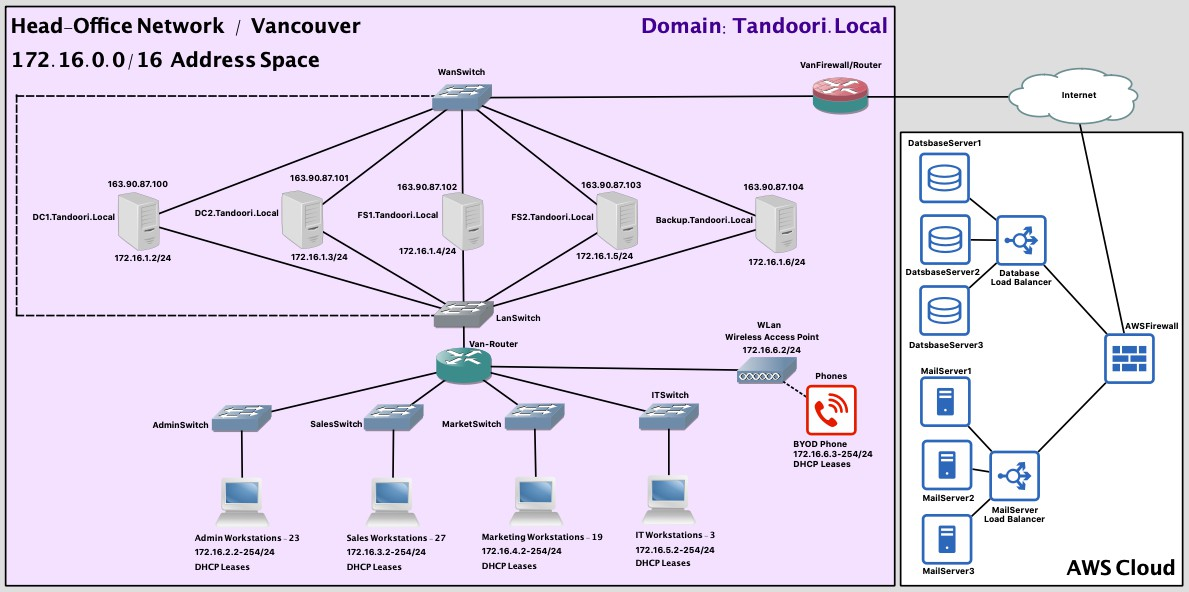 Head-Office Network / Vancouver
Domain: Tandoori.Local
172.16.0.0/16 Address Space
WanSwitch
VanFirewall/Router
Internet
163.90.87.100
163.90.87.101
163.90.87.102
163.90.87.103
163.90.87.104
DC1.Tandoori.Local
DC2.Tandoori.Local
FS1.Tandoori.Local
FS2.Tandoori.Local
Backup.Tandoori.Local
172.16.1.2/24
172.16.1.3/24
172.16.1.4/24
172.16.1.5/24
172.16.1.6/24
LanSwitch
Van-Router
WLan
Wireless Access Point
172.16.6.2/24
Phones
BYOD Phone
172.16.6.3-254/24
DHCP Leases
AdminSwitch
SalesSwitch
MarketSwitch
ITSwitch
Admin Workstations - 23
172.16.2.2-254/24
DHCP Leases
Sales Workstations - 27
172.16.3.2-254/24
DHCP Leases
Marketing Workstations - 19
172.16.4.2-254/24
DHCP Leases
IT Workstations - 3
172.16.5.2-254/24
DHCP Leases
DatsbaseServer1
DatsbaseServer2
DatsbaseServer3
Database
Load Balancer
AWSFirewall
MailServer1
MailServer2
MailServer3
MailServer
Load Balancer
AWS Cloud